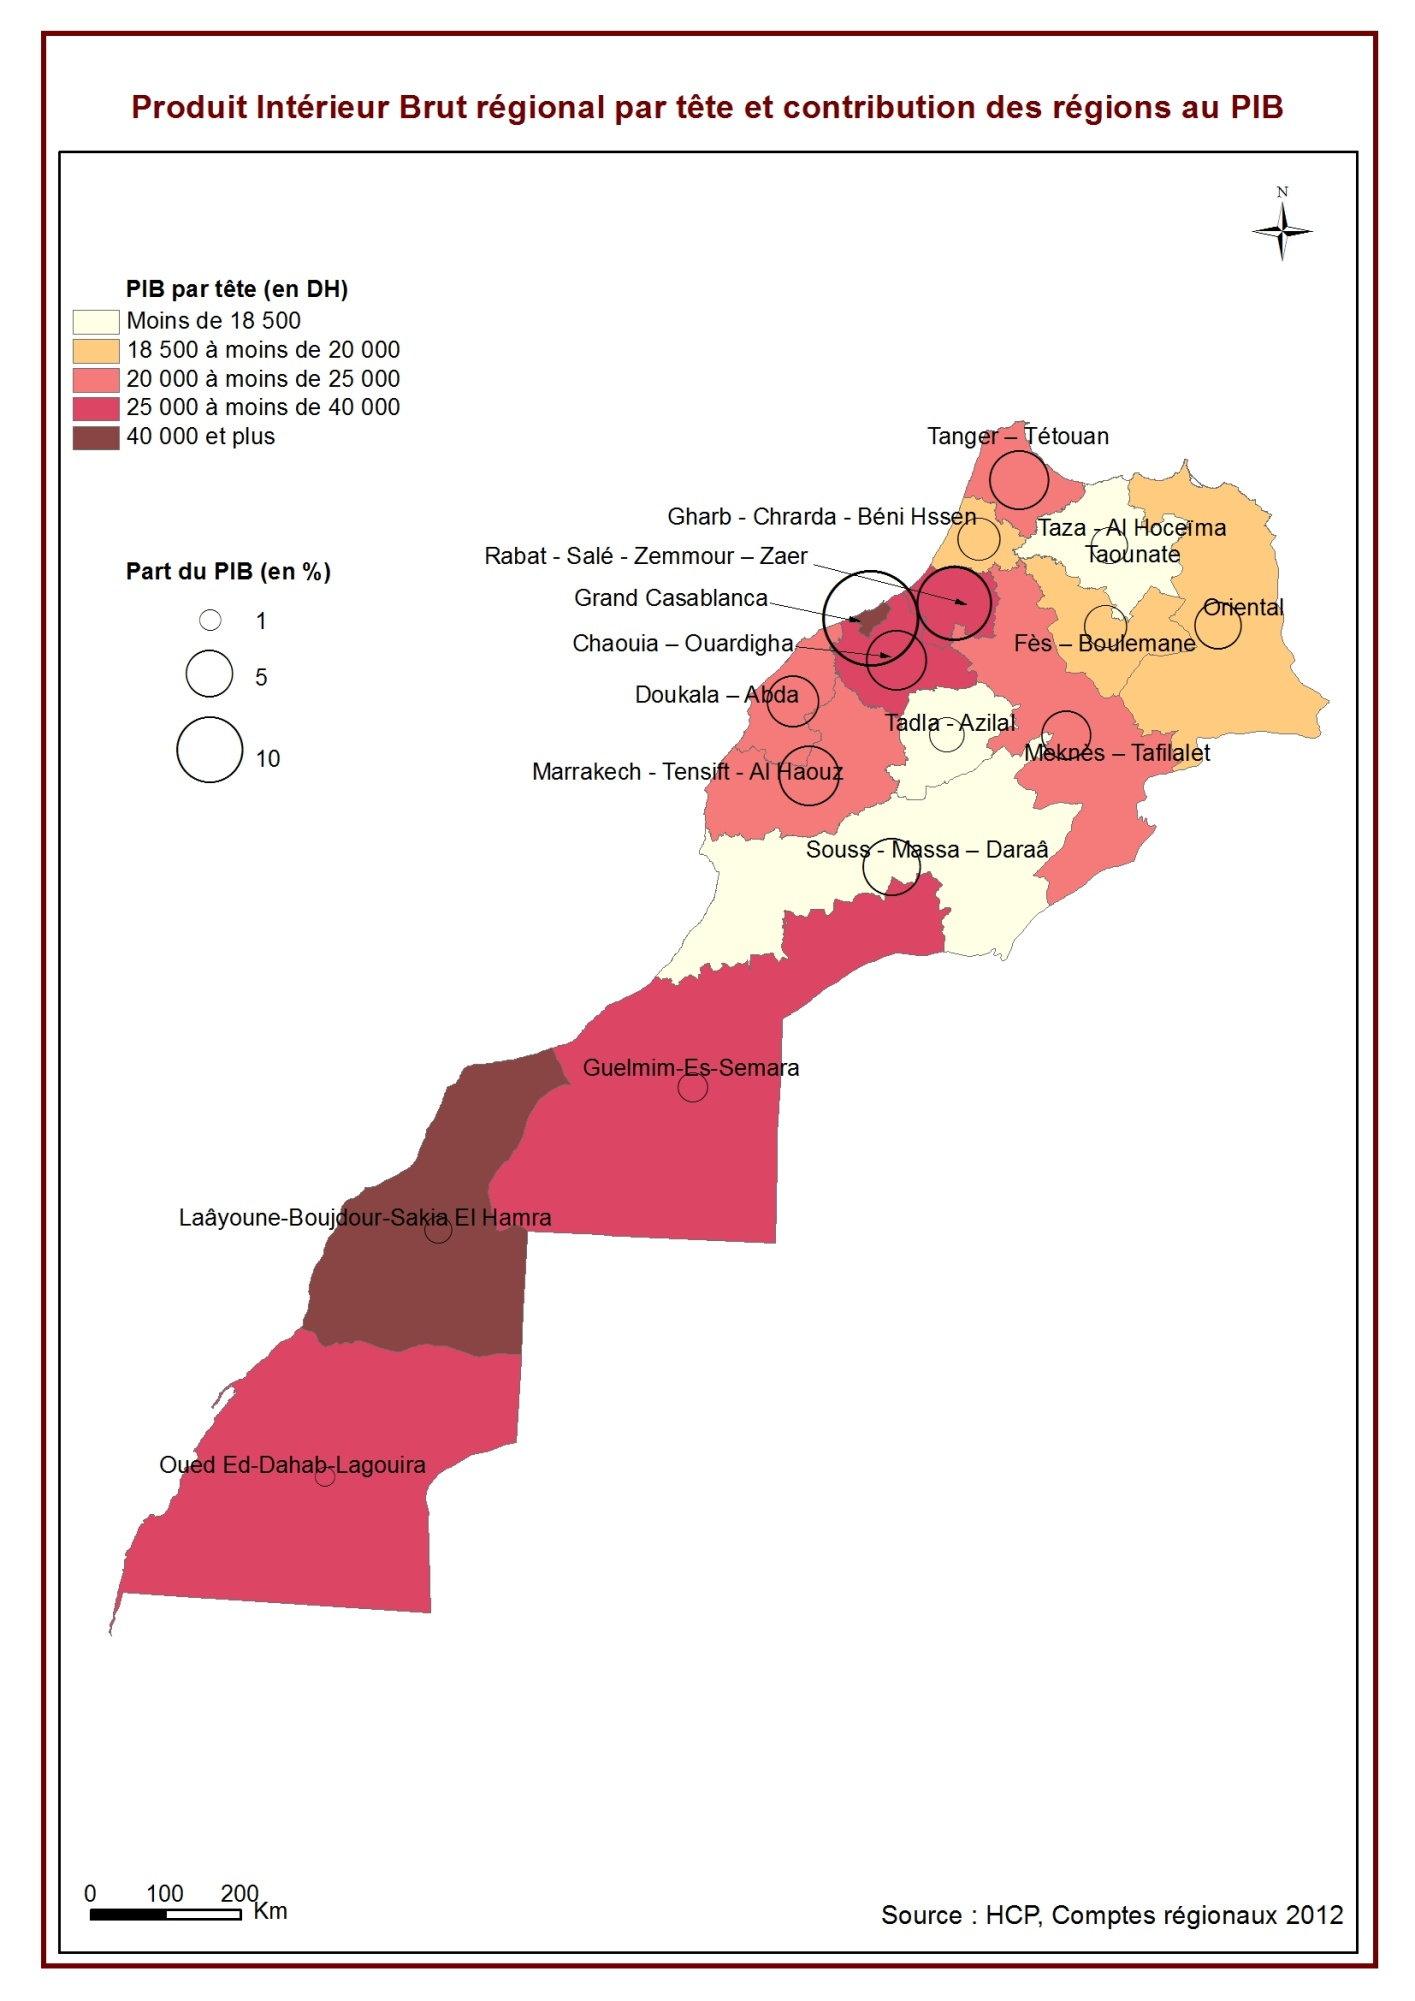 Produit Intérieur Brut régional par tête et contribution des régions au PIB
N
PIB par tête (en DH)
Moins de 18 500
18 500 à moins de 20 000
20 000 à moins de 25 000
25 000 à moins de 40 000
40 000 et plus
Part du PIB (en %)
1
5
10
Tanger – Tétouan
Gharb - Chrarda - Béni Hssen
Taza - Al Hoceïma
Taounate
Rabat - Salé - Zemmour – Zaer
Grand Casablanca
Oriental
Chaouia – Ouardigha
Fès – Boulemane
Doukala – Abda
Tadla - Azilal
Meknès – Tafilalet
Marrakech - Tensift - Al Haouz
Souss - Massa – Daraâ
Guelmim-Es-Semara
Laâyoune-Boujdour-Sakia El Hamra
Oued Ed-Dahab-Lagouira
0 100 200
Km
Source : HCP, Comptes régionaux 2012